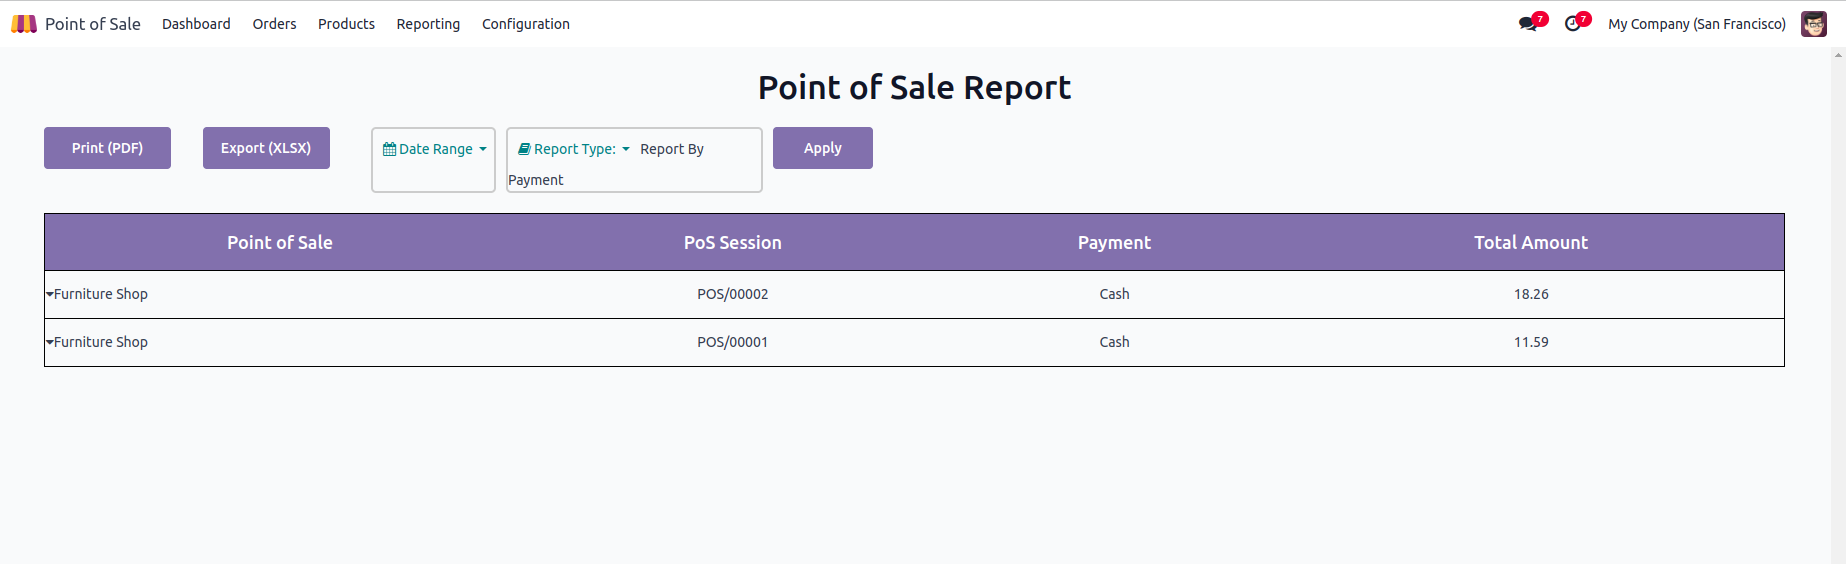 Point of Sale Dashboard Orders Products Reporting Configuration 7 7 My Company (San Francisco)
Point of Sale Report
Print (PDF) Export (XLSX) Date Range Report Type: Report By Apply
Payment
Point of Sale PoS Session Payment Total Amount
Furniture Shop POS/00002 Cash 18.26
Furniture Shop POS/00001 Cash 11.59